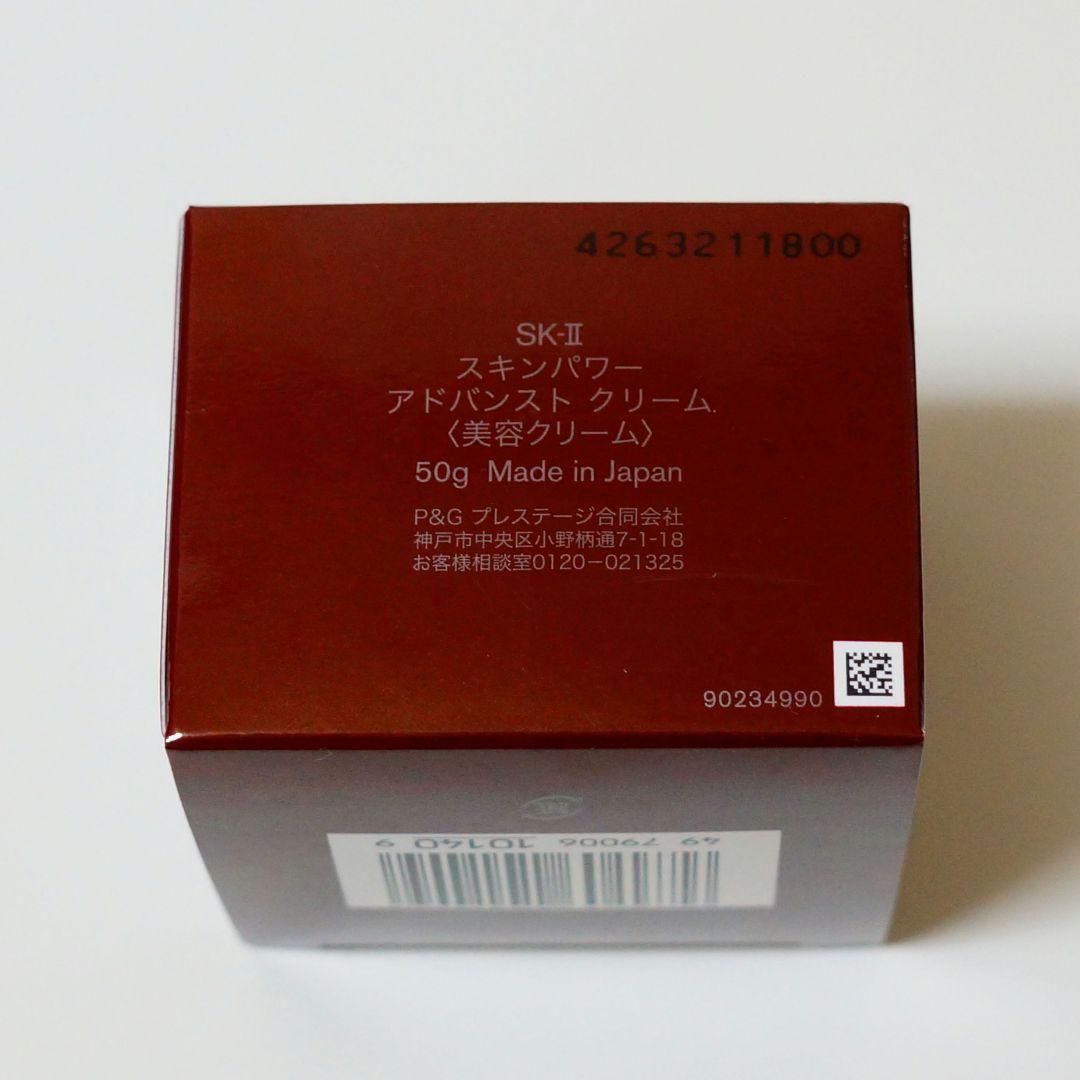 4263211800
SK-Ⅱ
スキンパワー
アドバンスト クリーム
〈美容クリーム〉
50g Made in Japan
P&G プレステージ合同会社
神戸市中央区小野柄通7-1-18
お客様相談室0120−021325
90234990
49 79006 10140 9